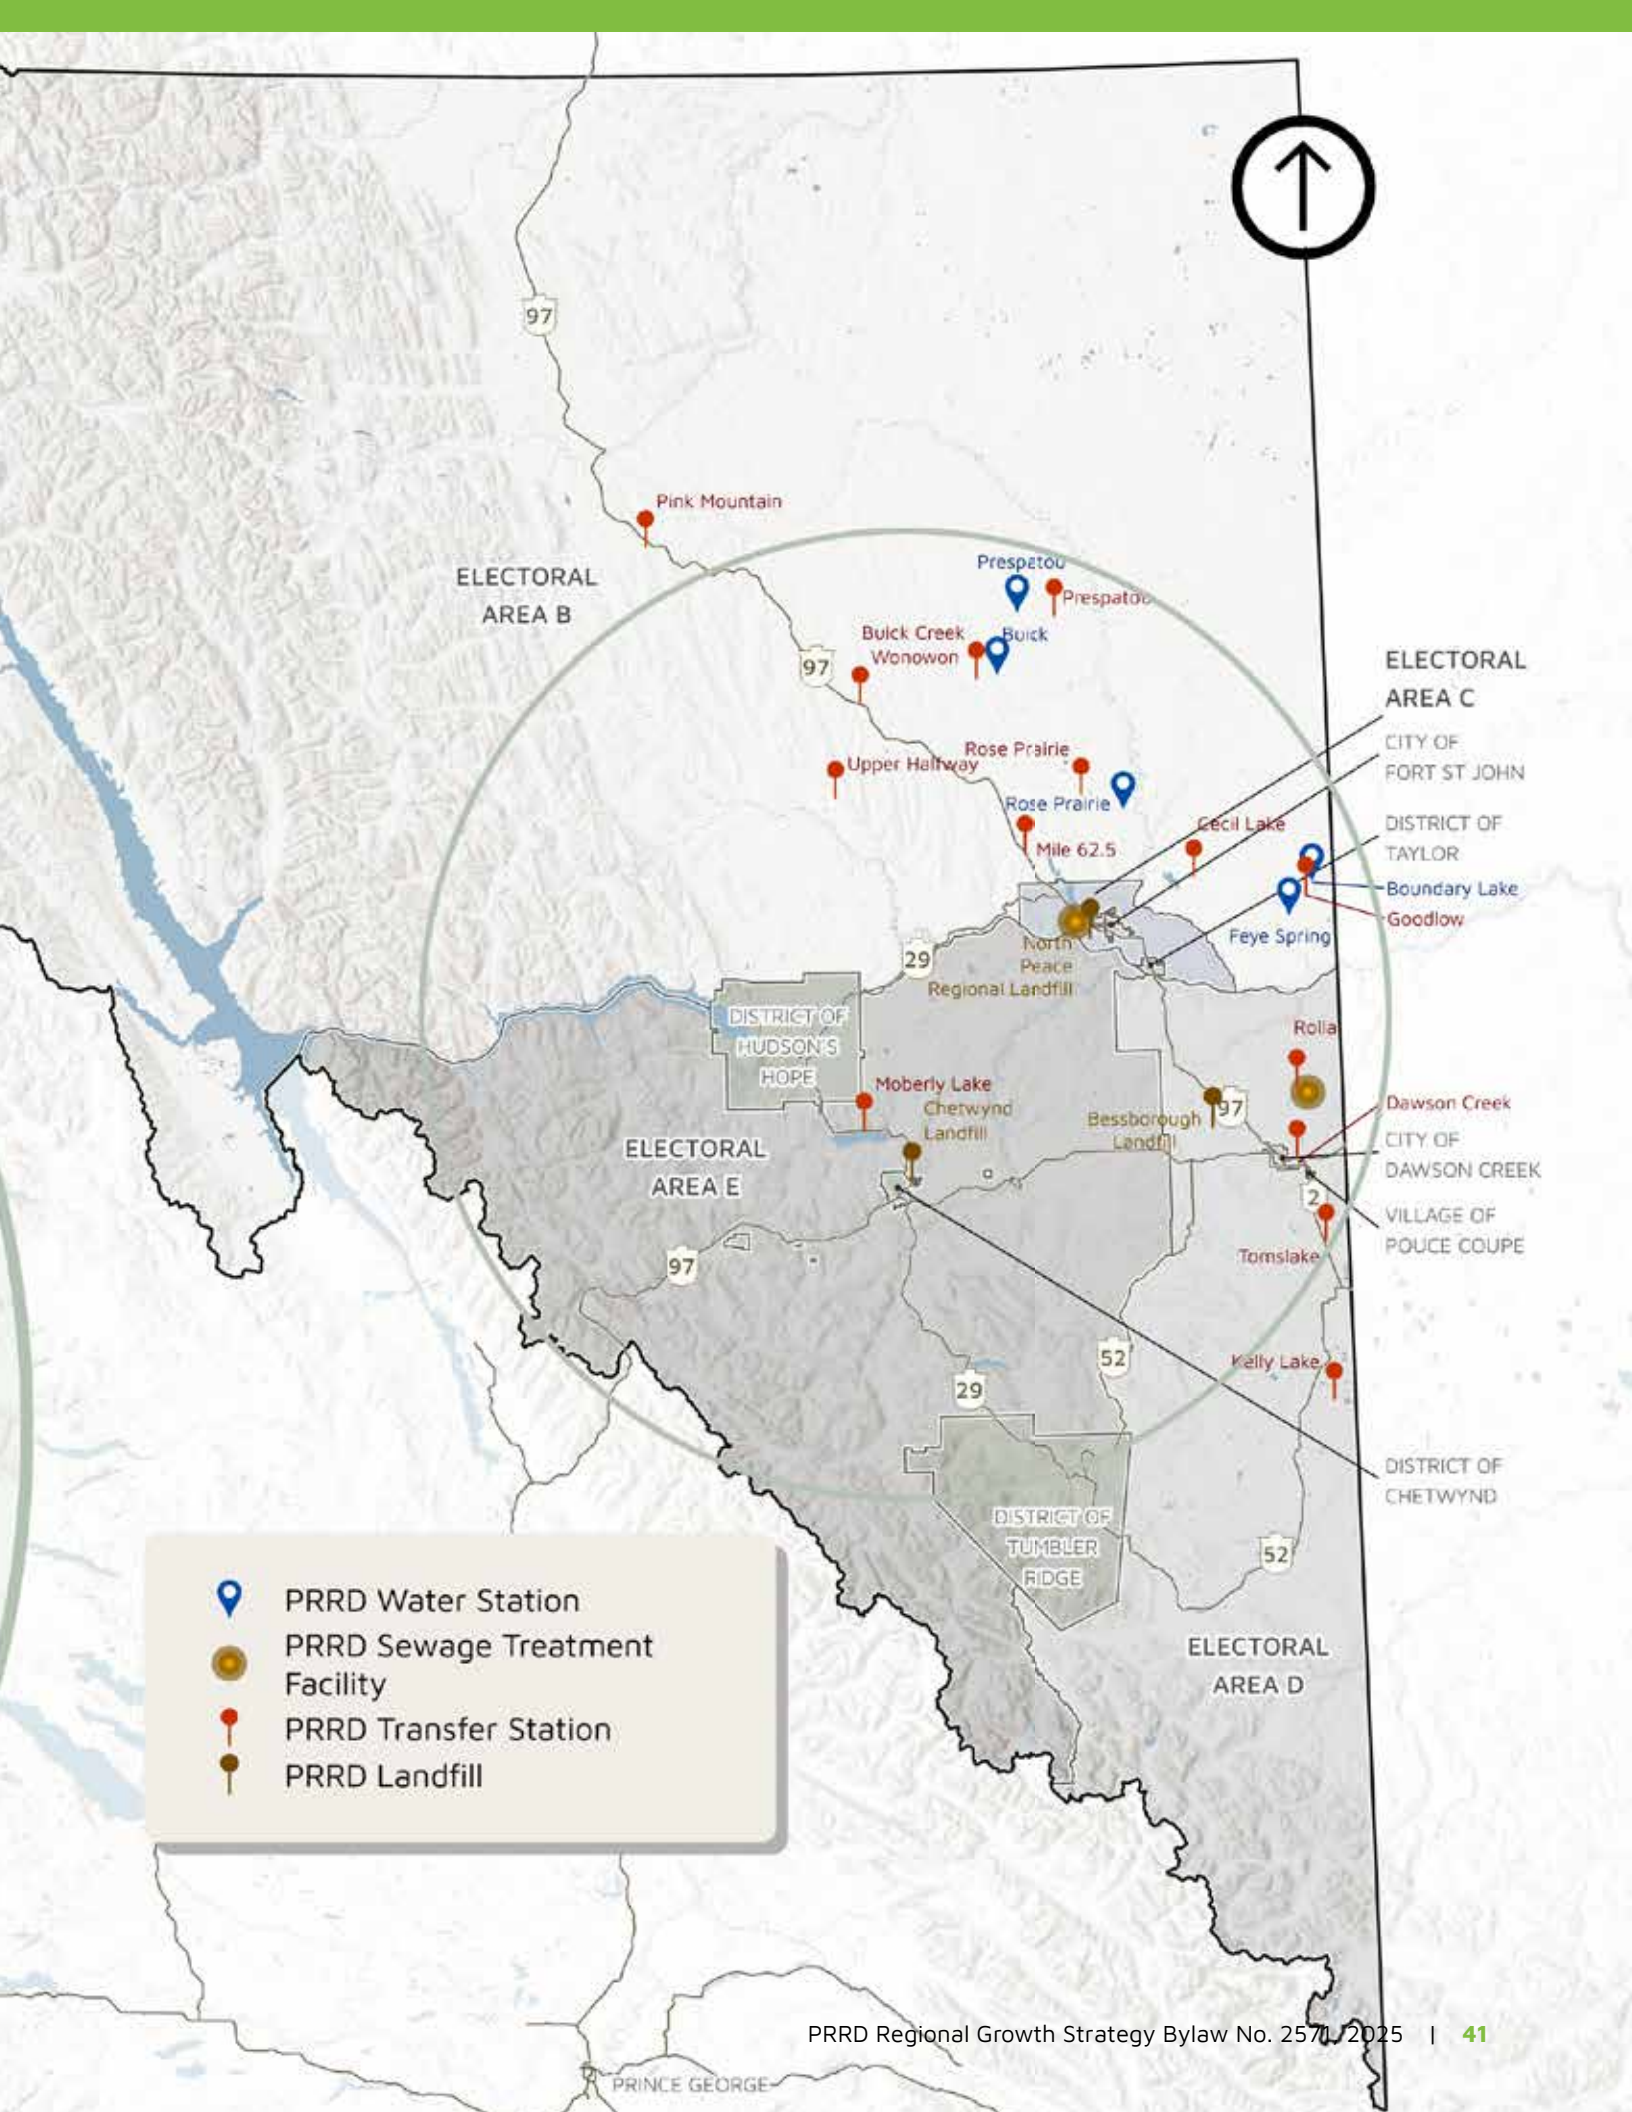 97
Pink Mountain
ELECTORAL
AREA B
Prespatou
Prespatou
Buick Creek
Buick
Wonowon
97
ELECTORAL
AREA C
CITY OF
FORT ST JOHN
Rose Prairie
Upper Halfway
Rose Prairie
Cecil Lake
Mile 62.5
DISTRICT OF
TAYLOR
Boundary Lake
Goodlow
Feye Spring
North
Peace
Regional Landfill
29
DISTRICT OF
HUDSON'S
HOPE
Rolla
Moberly Lake
Chetwynd
Landfill
Bessborough
Landfill
97
Dawson Creek
CITY OF
DAWSON CREEK
ELECTORAL
AREA E
2
VILLAGE OF
POUCE COUPE
Tomslake
97
52
Kelly Lake
29
DISTRICT OF
CHETWYND
DISTRICT OF
TUMBLER
RIDGE
52
ELECTORAL
AREA D
PRRD Water Station
PRRD Sewage Treatment
Facility
PRRD Transfer Station
PRRD Landfill
PRRD Regional Growth Strategy Bylaw No. 2571, 2025 | 41
PRINCE GEORGE